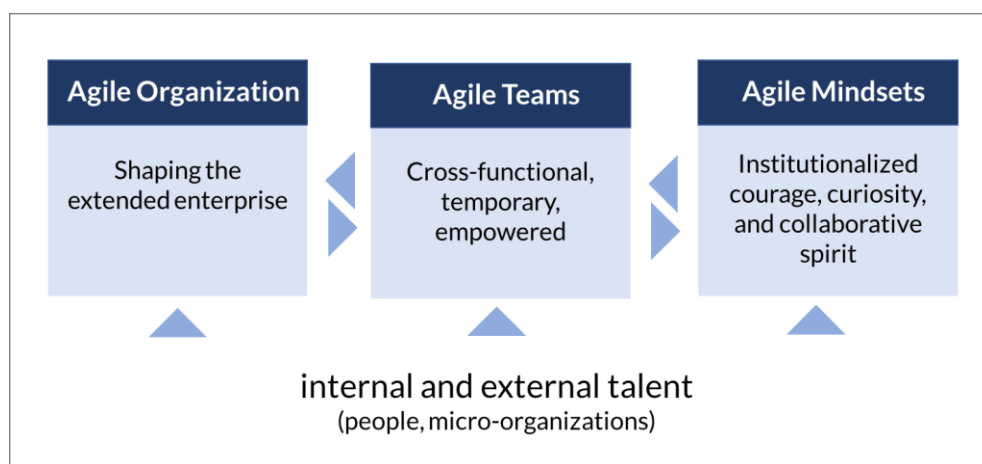 Agile Organization
Shaping the
extended enterprise
Agile Teams
Cross-functional,
temporary,
empowered
Agile Mindsets
Institutionalized
courage, curiosity,
and collaborative
spirit
internal and external talent
(people, micro-organizations)